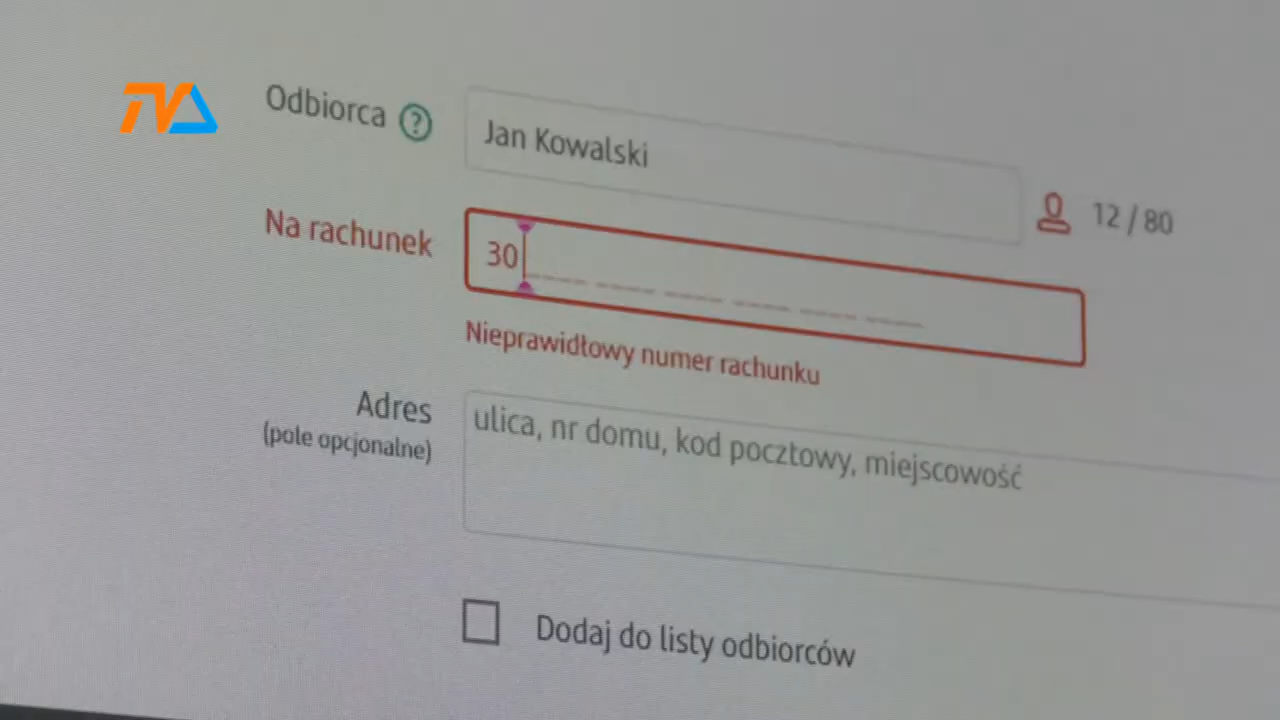 TVA
Odbiorca ?
Jan Kowalski
12 / 80
Na rachunek
30
Nieprawidłowy numer rachunku
Adres
(pole opcjonalne)
ulica, nr domu, kod pocztowy, miejscowość
Dodaj do listy odbiorców